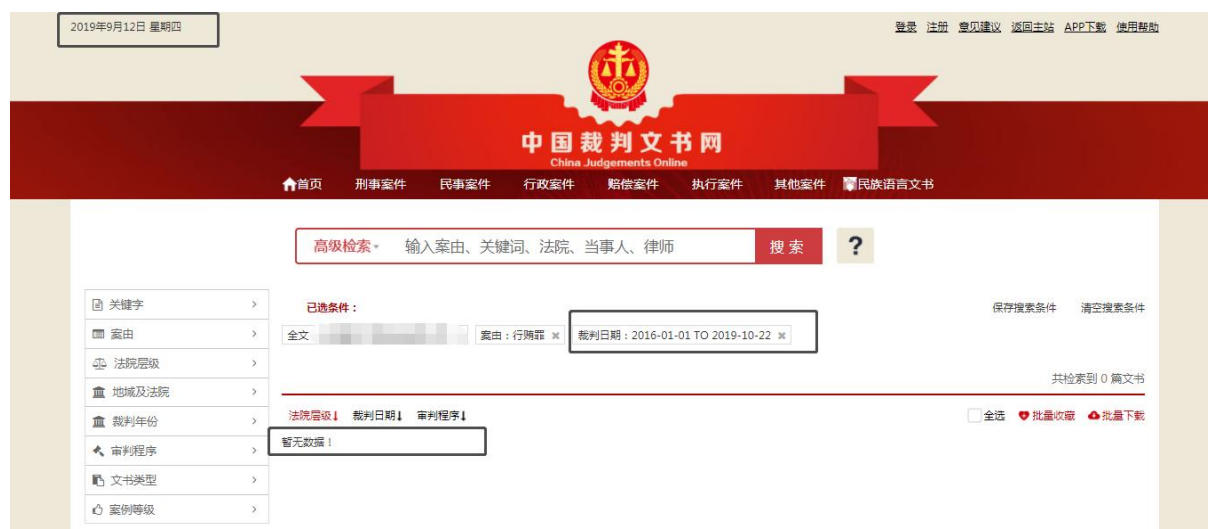 2019年9月12日 星期四
登录 注册 意见建议 返回主站 APP下载 使用帮助
中国裁判文书网
China Judgements Online
首页 刑事案件 民事案件 行政案件 赔偿案件 执行案件 其他案件 民族语言文书
高级检索 输入案由、关键词、法院、当事人、律师 搜索 ?
关键字
案由
法院层级
地域及法院
裁判年份
审判程序
文书类型
案例等级
已选条件：
保存搜索条件 清空搜索条件
全文 案由：行贿罪 × 裁判日期：2016-01-01 TO 2019-10-22 ×
共检索到 0 篇文书
法院层级 裁判日期 审判程序
全选 批量收藏 批量下载
暂无数据！